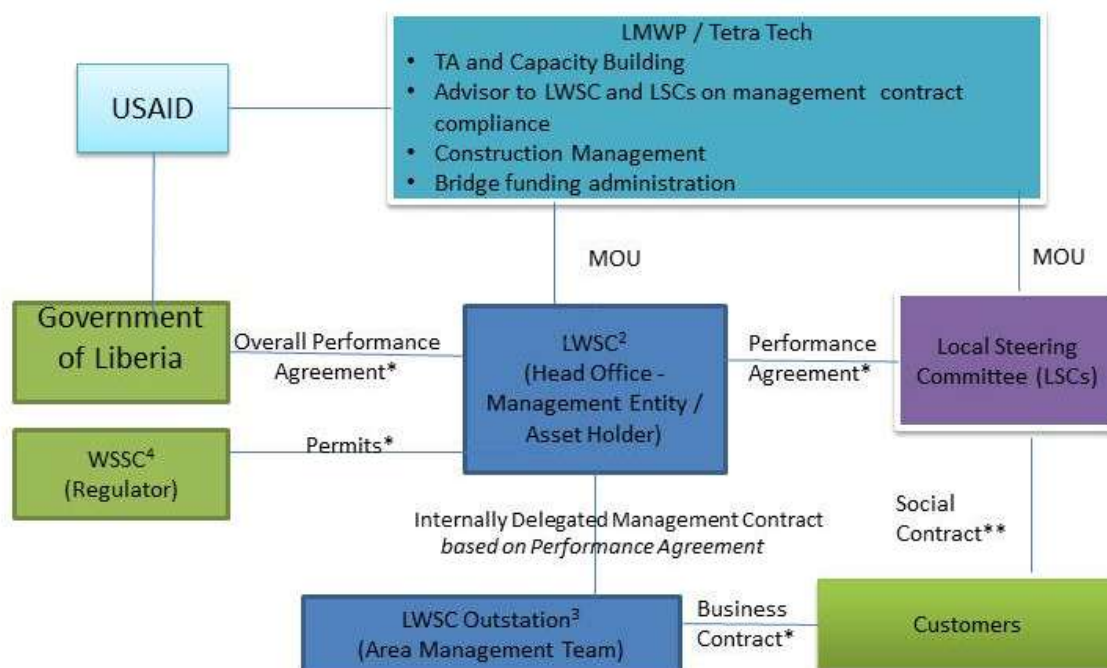 LMWP / Tetra Tech
• TA and Capacity Building
• Advisor to LWSC and LSCs on management contract
compliance
• Construction Management
• Bridge funding administration
USAID
MOU
MOU
Government
of Liberia
Overall Performance
Agreement*
LWSC²
(Head Office -
Management Entity /
Asset Holder)
Performance
Agreement*
Local Steering
Committee (LSCs)
WSSC⁴
(Regulator)
Permits*
Internally Delegated Management Contract
based on Performance Agreement
Social
Contract**
LWSC Outstation³
(Area Management Team)
Business
Contract*
Customers